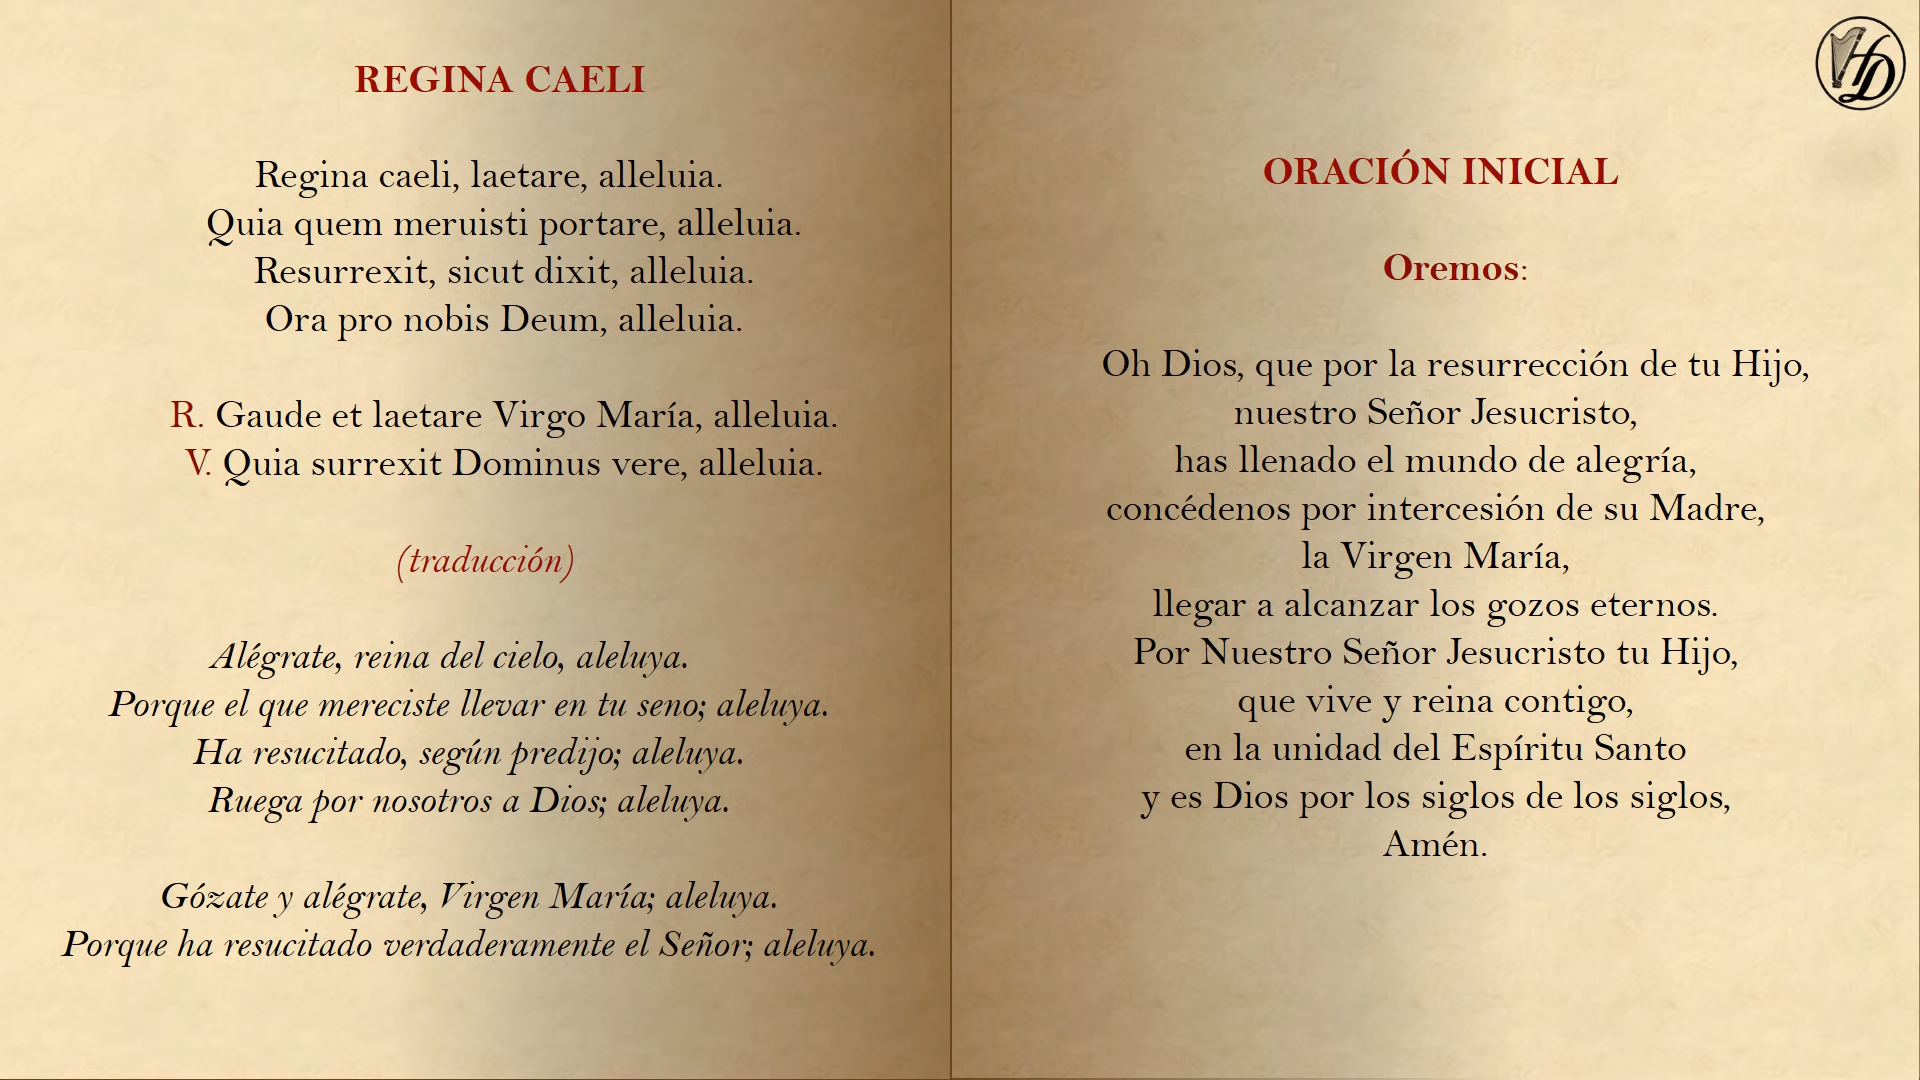 REGINA CAELI
Regina caeli, laetare, alleluia.
Quia quem meruisti portare, alleluia.
Resurrexit, sicut dixit, alleluia.
Ora pro nobis Deum, alleluia.
R. Gaude et laetare Virgo María, alleluia.
V. Quia surrexit Dominus vere, alleluia.
(traducción)
Alégrate, reina del cielo, aleluya.
Porque el que mereciste llevar en tu seno; aleluya.
Ha resucitado, según predijo; aleluya.
Ruega por nosotros a Dios; aleluya.
Gózate y alégrate, Virgen María; aleluya.
Porque ha resucitado verdaderamente el Señor; aleluya.
HD
ORACIÓN INICIAL
Oremos:
Oh Dios, que por la resurrección de tu Hijo,
nuestro Señor Jesucristo,
has llenado el mundo de alegría,
concédenos por intercesión de su Madre,
la Virgen María,
llegar a alcanzar los gozos eternos.
Por Nuestro Señor Jesucristo tu Hijo,
que vive y reina contigo,
en la unidad del Espíritu Santo
y es Dios por los siglos de los siglos,
Amén.